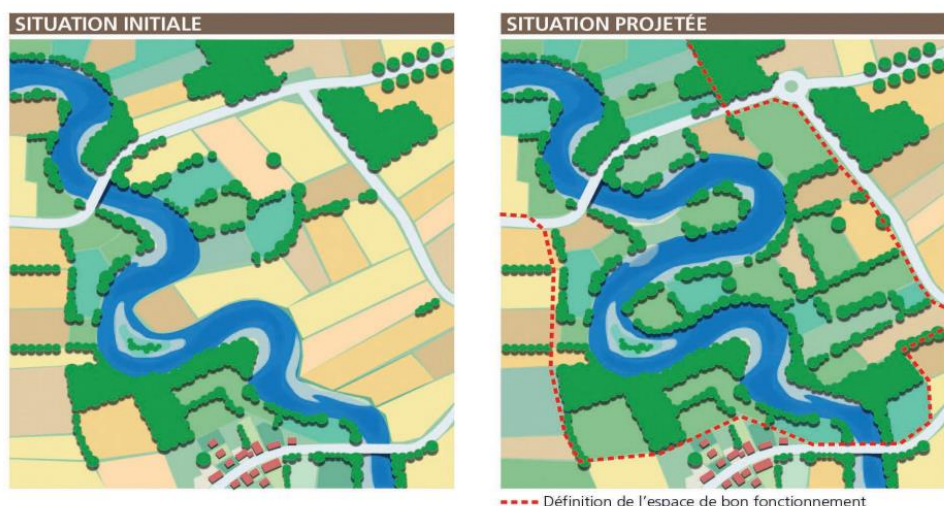 SITUATION INITIALE
SITUATION PROJETÉE
Définition de l'espace de bon fonctionnement